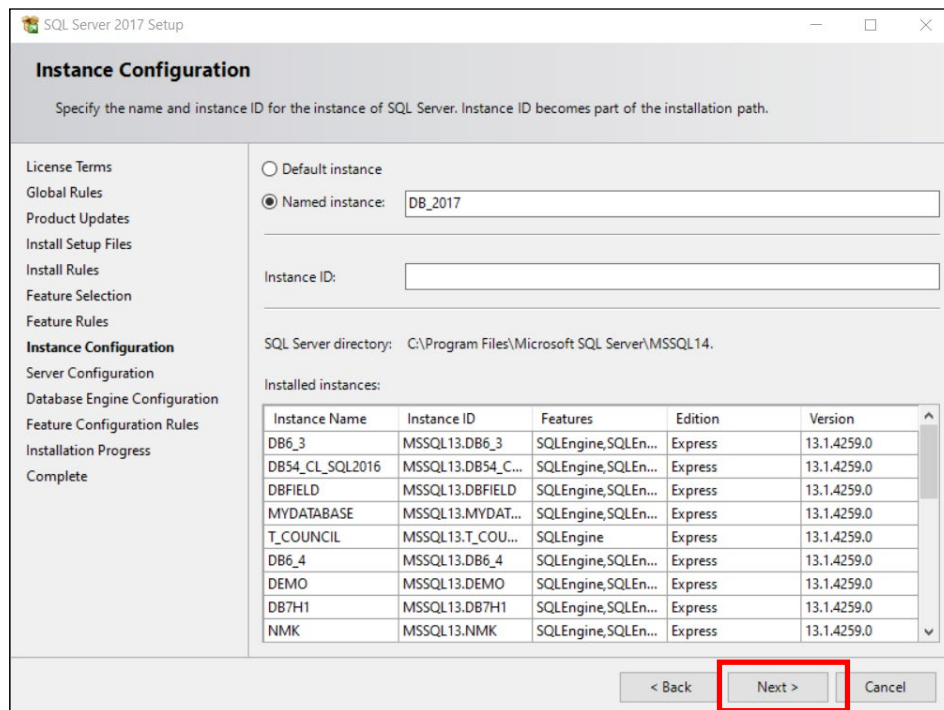 SQL Server 2017 Setup
Instance Configuration
Specify the name and instance ID for the instance of SQL Server. Instance ID becomes part of the installation path.
License Terms
Global Rules
Product Updates
Install Setup Files
Install Rules
Feature Selection
Feature Rules
Instance Configuration
Server Configuration
Database Engine Configuration
Feature Configuration Rules
Installation Progress
Complete
Default instance
Named instance: DB_2017
Instance ID:
SQL Server directory: C:\Program Files\Microsoft SQL Server\MSSQL14.
Installed instances:
Instance Name Instance ID Features Edition Version
DB6_3 MSSQL13.DB6_3 SQLEngine,SQLEn... Express 13.1.4259.0
DB54_CL_SQL2016 MSSQL13.DB54_C... SQLEngine,SQLEn... Express 13.1.4259.0
DBFIELD MSSQL13.DBFIELD SQLEngine,SQLEn... Express 13.1.4259.0
MYDATABASE MSSQL13.MYDAT... SQLEngine,SQLEn... Express 13.1.4259.0
T_COUNCIL MSSQL13.T_COU... SQLEngine Express 13.1.4259.0
DB6_4 MSSQL13.DB6_4 SQLEngine,SQLEn... Express 13.1.4259.0
DEMO MSSQL13.DEMO SQLEngine,SQLEn... Express 13.1.4259.0
DB7H1 MSSQL13.DB7H1 SQLEngine,SQLEn... Express 13.1.4259.0
NMK MSSQL13.NMK SQLEngine,SQLEn... Express 13.1.4259.0
< Back Next > Cancel